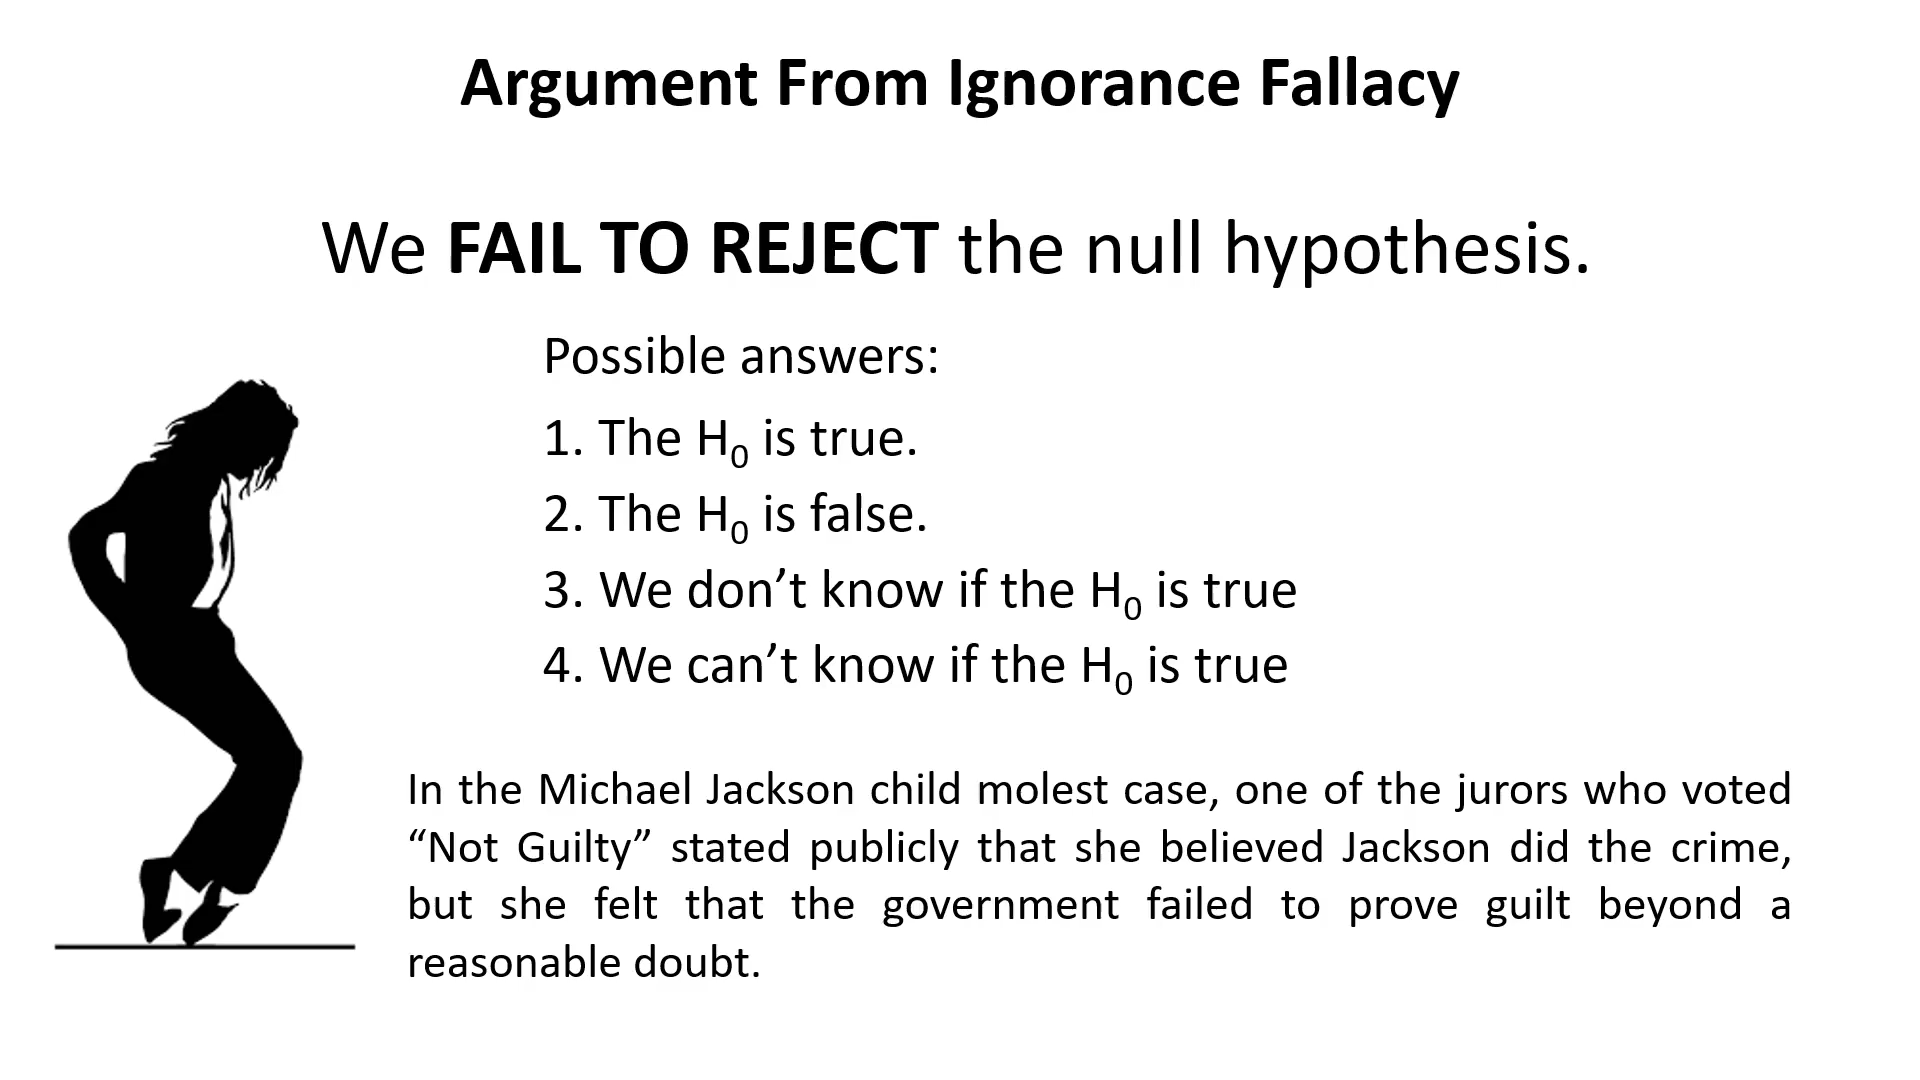 Argument From Ignorance Fallacy
We FAIL TO REJECT the null hypothesis.
Possible answers:
1. The H₀ is true.
2. The H₀ is false.
3. We don’t know if the H₀ is true
4. We can’t know if the H₀ is true
In the Michael Jackson child molest case, one of the jurors who voted
“Not Guilty” stated publicly that she believed Jackson did the crime,
but she felt that the government failed to prove guilt beyond a
reasonable doubt.